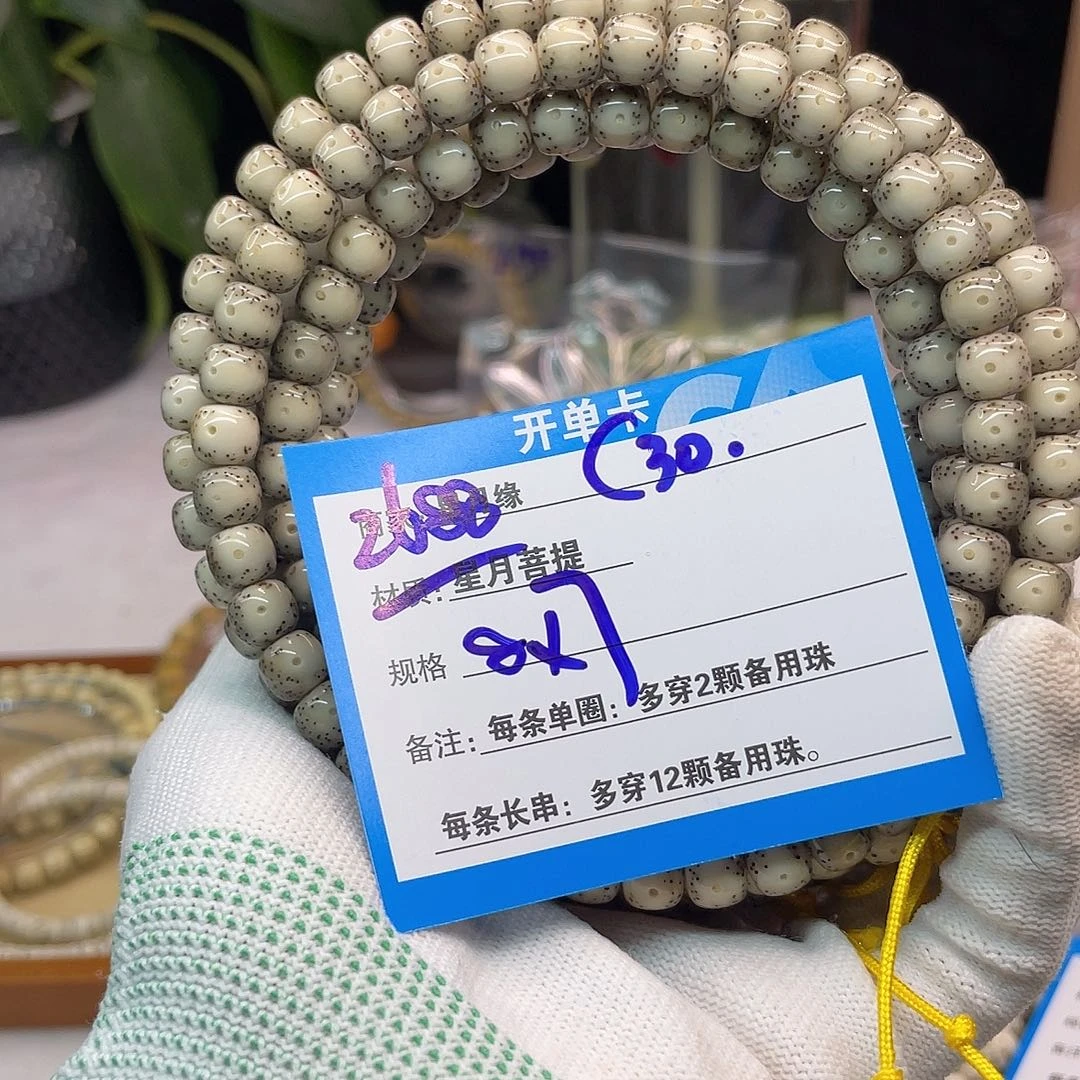 开单卡
C30.
2688
缘
材质：星月菩提
规格 8x7
备注：每条单圈：多穿2颗备用珠
每条长串：多穿12颗备用珠。